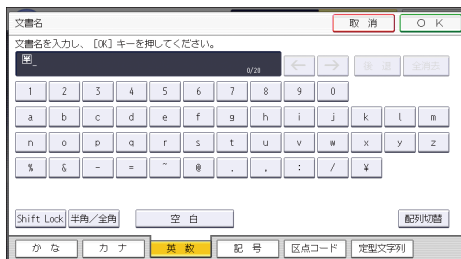 文書名 取 消 O K
文書名を入力し、[OK]キーを押してください。
半_
0/20 ← → 後 退 全消去
1 2 3 4 5 6 7 8 9 0
a b c d e f g h i j k l m
n o p q r s t u v w x y z
% & - = ~ @ . , : / ¥
Shift Lock 半角/全角 空 白 配列切替
か な カ ナ 英 数 記 号 区点コード 定型文字列